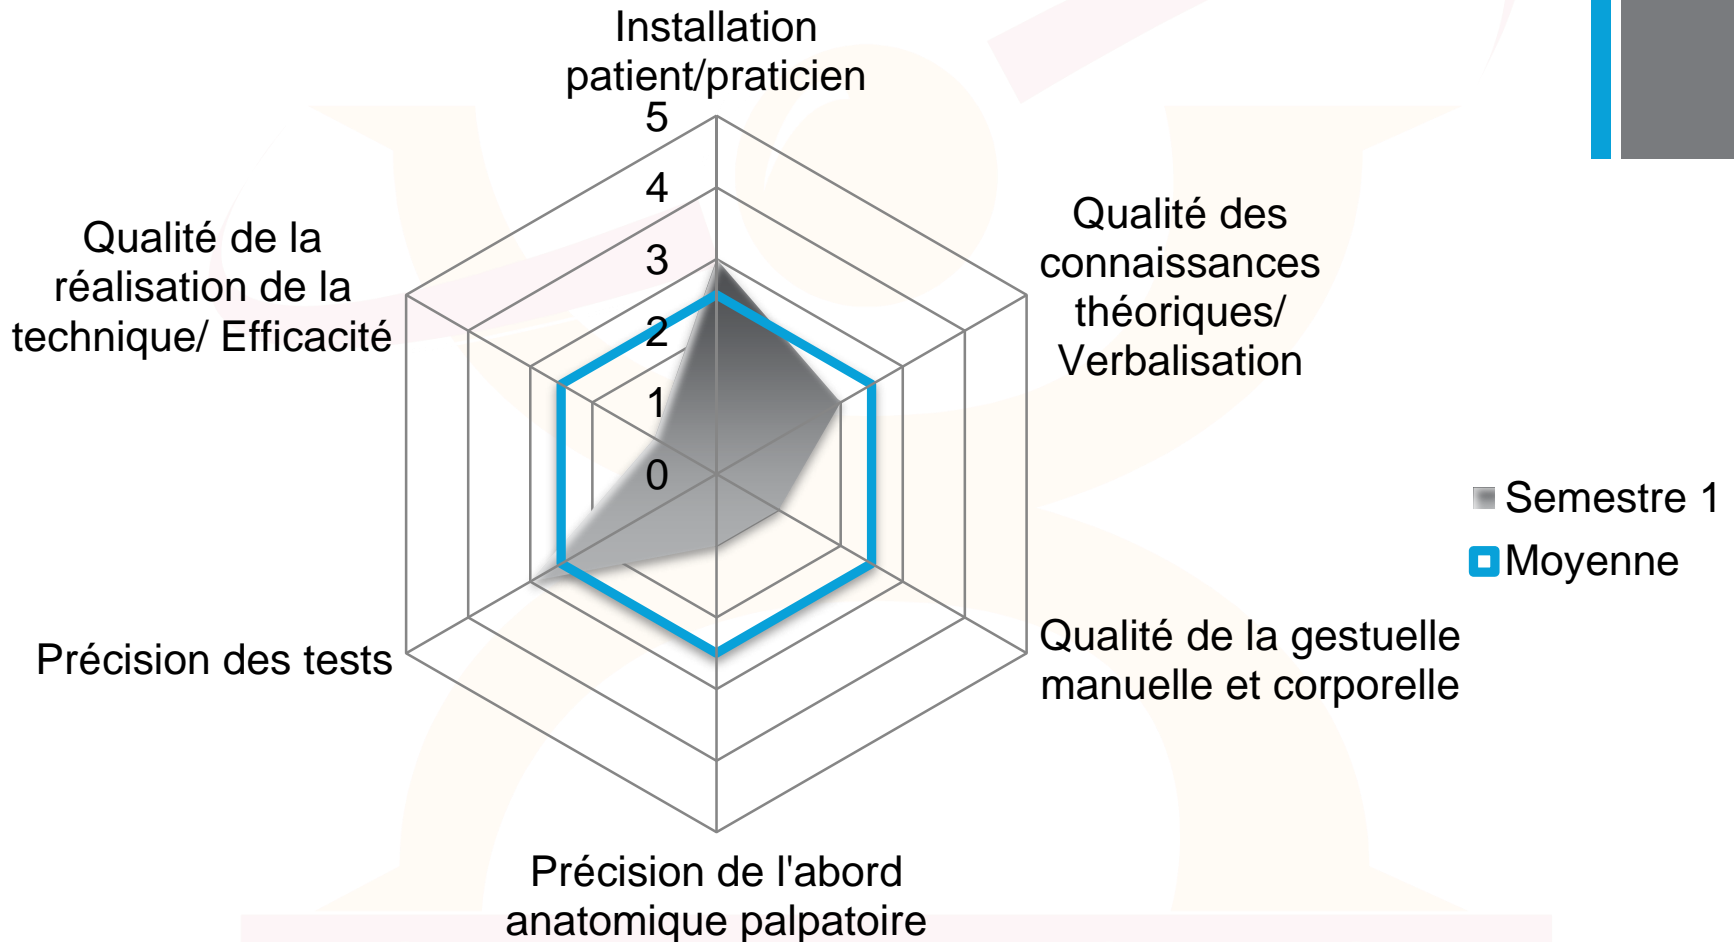 Installation
patient/praticien
5
4
3
2
1
0
Qualité des
connaissances
théoriques/
Verbalisation
Qualité de la gestuelle
manuelle et corporelle
Précision de l'abord
anatomique palpatoire
Précision des tests
Qualité de la
réalisation de la
technique/ Efficacité
Semestre 1
Moyenne